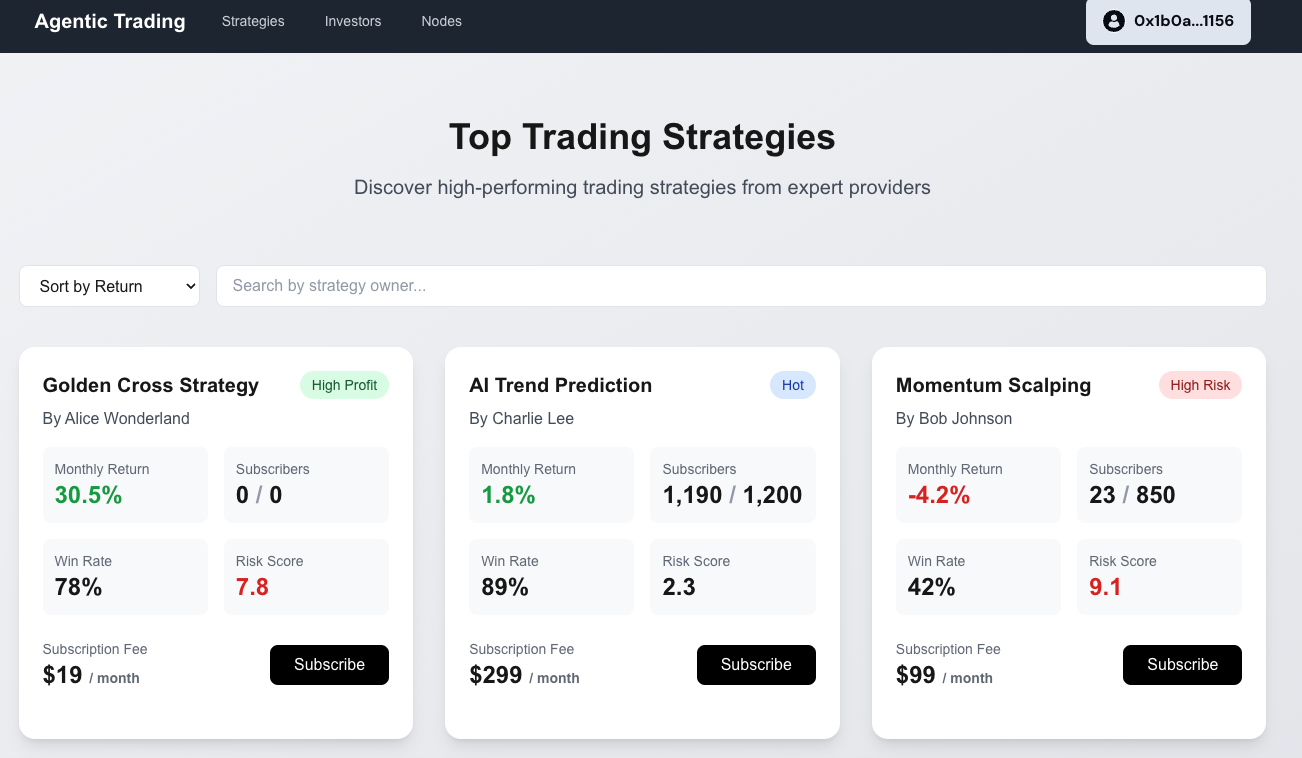 Agentic Trading Strategies Investors Nodes 0x1b0a...1156
Top Trading Strategies
Discover high-performing trading strategies from expert providers
Sort by Return Search by strategy owner...
Golden Cross Strategy High Profit
By Alice Wonderland
Monthly Return Subscribers
30.5% 0 / 0
Win Rate Risk Score
78% 7.8
Subscription Fee
$19 / month Subscribe
AI Trend Prediction Hot
By Charlie Lee
Monthly Return Subscribers
1.8% 1,190 / 1,200
Win Rate Risk Score
89% 2.3
Subscription Fee
$299 / month Subscribe
Momentum Scalping High Risk
By Bob Johnson
Monthly Return Subscribers
-4.2% 23 / 850
Win Rate Risk Score
42% 9.1
Subscription Fee
$99 / month Subscribe